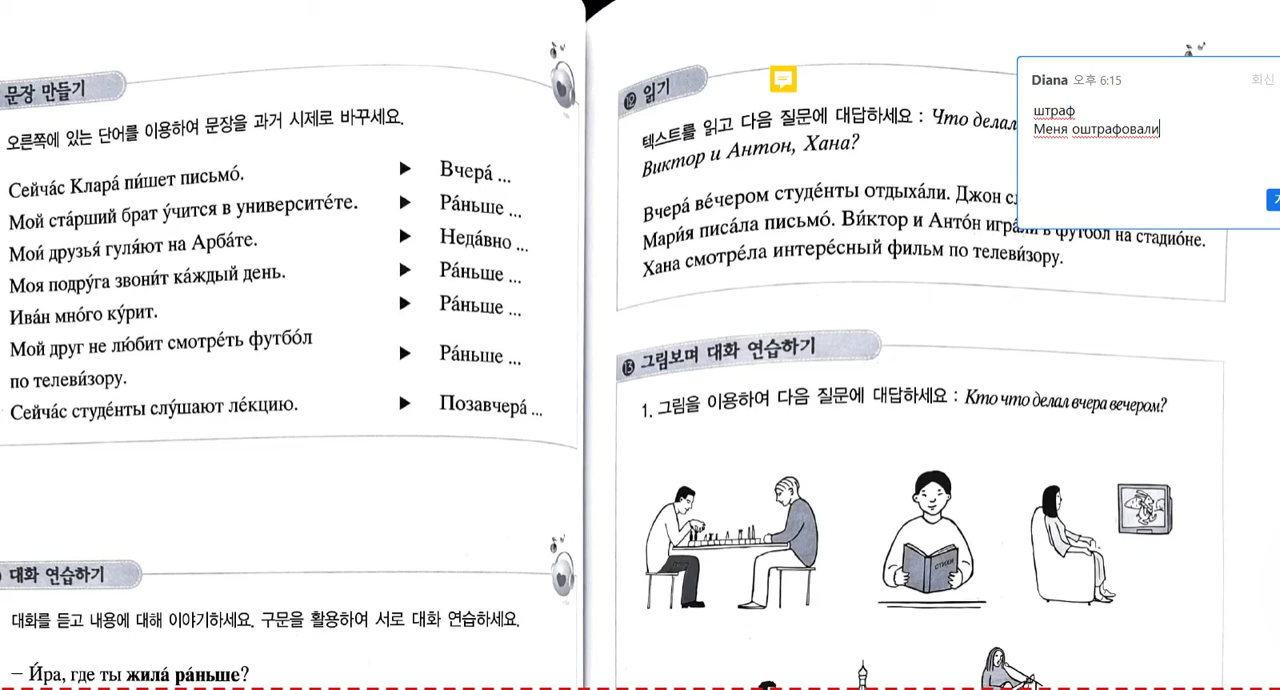 문장 만들기
오른쪽에 있는 단어를 이용하여 문장을 과거 시제로 바꾸세요.
Сейча́с Клара́ пи́шет письмо́. ▶ Вчера́ ...
Мой ста́рший брат у́чится в университе́те. ▶ Ра́ньше ...
Мои́ друзья́ гуля́ют на Арба́те. ▶ Неда́вно ...
Моя подру́га звони́т ка́ждый день. ▶ Ра́ньше ...
Ива́н мно́го ку́рит. ▶ Ра́ньше ...
Мой друг не лю́бит смотре́ть футбо́л
по телеви́зору. ▶ Ра́ньше ...
Сейча́с студе́нты слу́шают ле́кцию. ▶ Позавчера́ ...
대화 연습하기
대화를 듣고 내용에 대해 이야기하세요. 구문을 활용하여 서로 대화 연습하세요.
– И́ра, где ты жила́ ра́ньше?
⑫ 읽기
텍스트를 읽고 다음 질문에 대답하세요 : Что делал
Виктор и Антон, Хана?
Вчера́ ве́чером студе́нты отдыха́ли. Джон
Мари́я писа́ла письмо́. Ви́ктор и Анто́н игра́ли в футбол на стадио́не.
Хана смотре́ла интере́сный фильм по телеви́зору.
Diana 오후 6:15 회신
штраф
Меня оштрафовали
⑬ 그림보며 대화 연습하기
1. 그림을 이용하여 다음 질문에 대답하세요 : Кто что делал вчера вечером?
СТИХИ